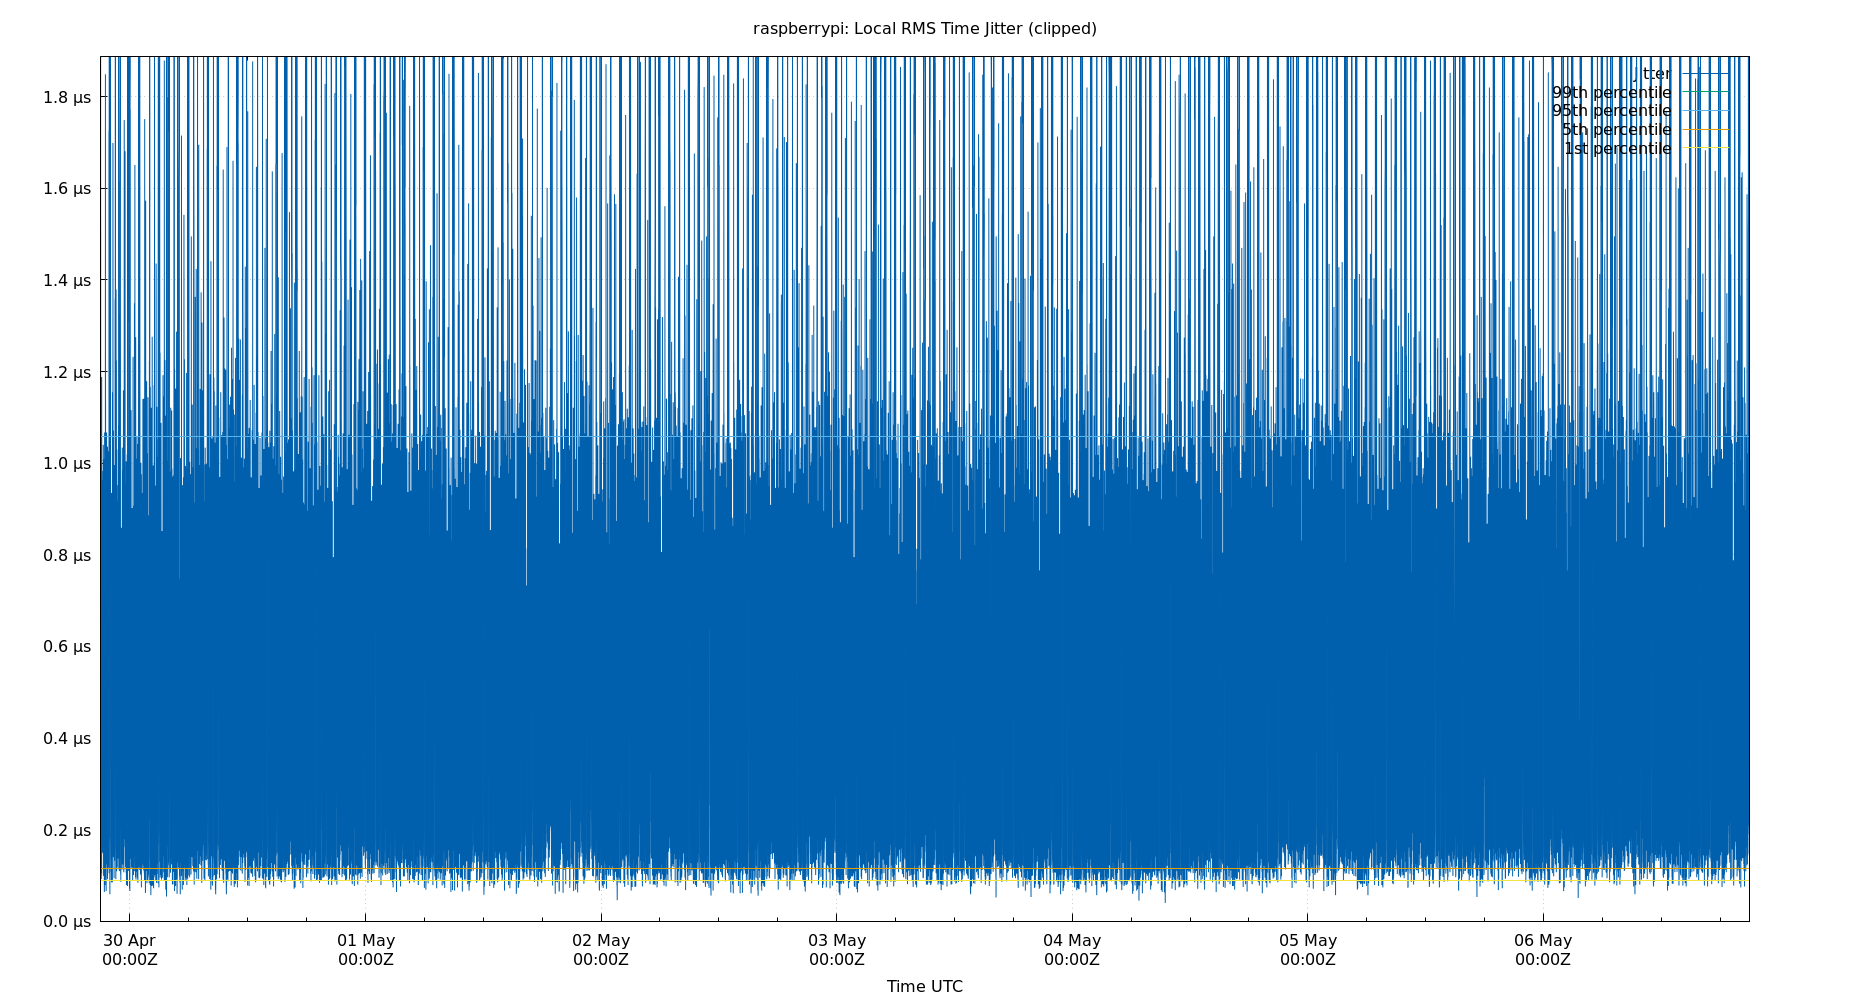 raspberrypi: Local RMS Time Jitter (clipped)
jitter
99th percentile
95th percentile
5th percentile
1st percentile
1.8 µs
1.6 µs
1.4 µs
1.2 µs
1.0 µs
0.8 µs
0.6 µs
0.4 µs
0.2 µs
0.0 µs
30 Apr 01 May 02 May 03 May 04 May 05 May 06 May
00:00Z 00:00Z 00:00Z 00:00Z 00:00Z 00:00Z 00:00Z
Time UTC